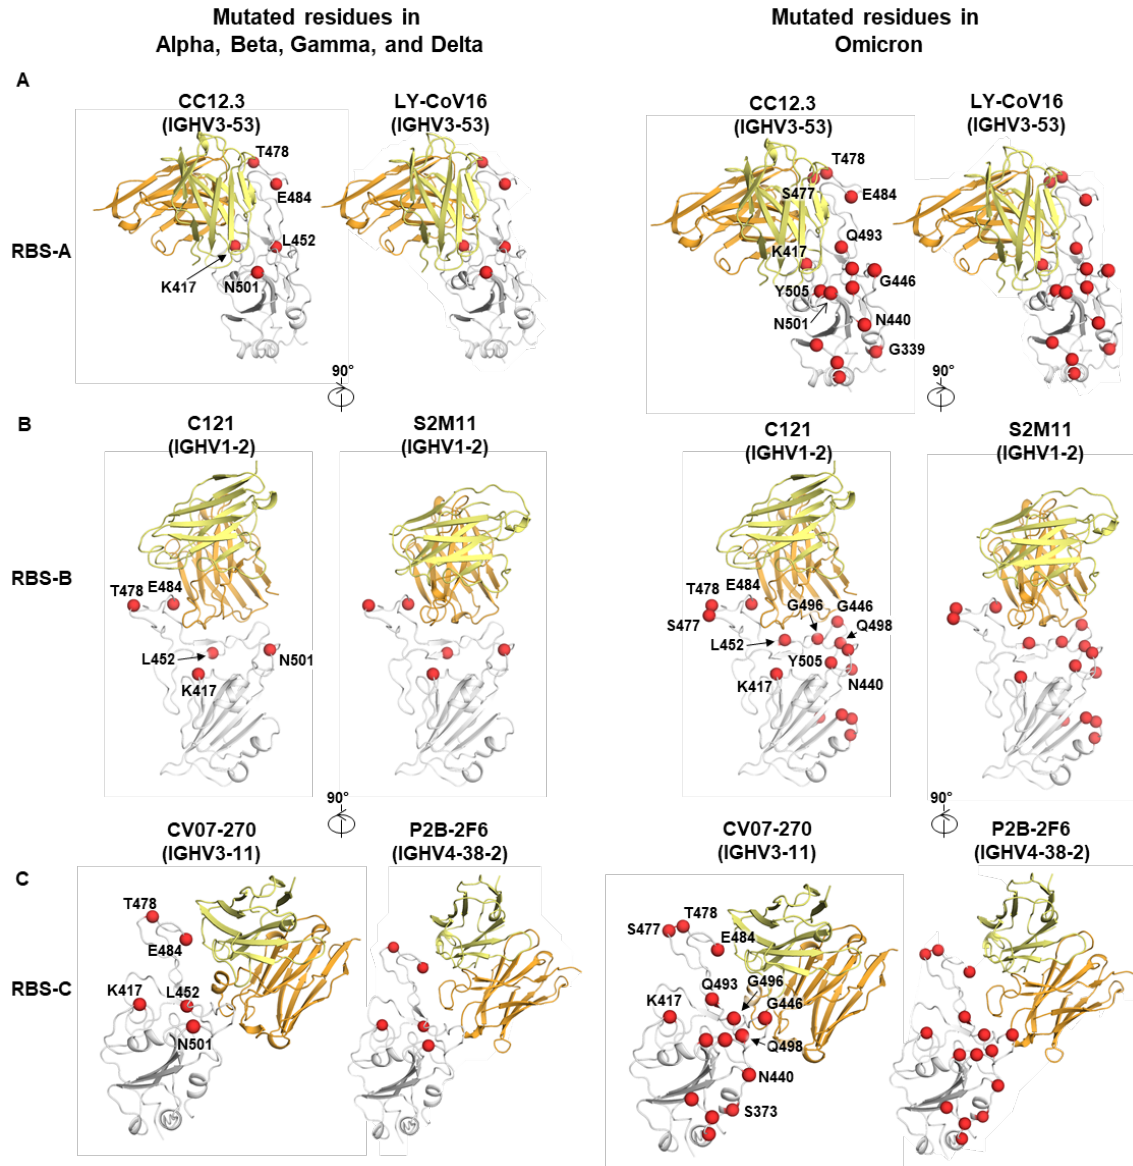 Mutated residues in
Alpha, Beta, Gamma, and Delta
Mutated residues in
Omicron
A
CC12.3
(IGHV3-53)
LY-CoV16
(IGHV3-53)
CC12.3
(IGHV3-53)
LY-CoV16
(IGHV3-53)
RBS-A
T478
E484
L452
K417
N501
T478
S477
E484
Q493
K417
G446
Y505
N501
N440
G339
90°
90°
B
C121
(IGHV1-2)
S2M11
(IGHV1-2)
C121
(IGHV1-2)
S2M11
(IGHV1-2)
RBS-B
T478
E484
L452
N501
K417
T478
E484
S477
G496
G446
L452
Q498
Y505
K417
N440
90°
90°
C
CV07-270
(IGHV3-11)
P2B-2F6
(IGHV4-38-2)
CV07-270
(IGHV3-11)
P2B-2F6
(IGHV4-38-2)
RBS-C
T478
E484
K417
L452
N501
S477
T478
E484
Q493
G496
K417
G446
Q498
N440
S373